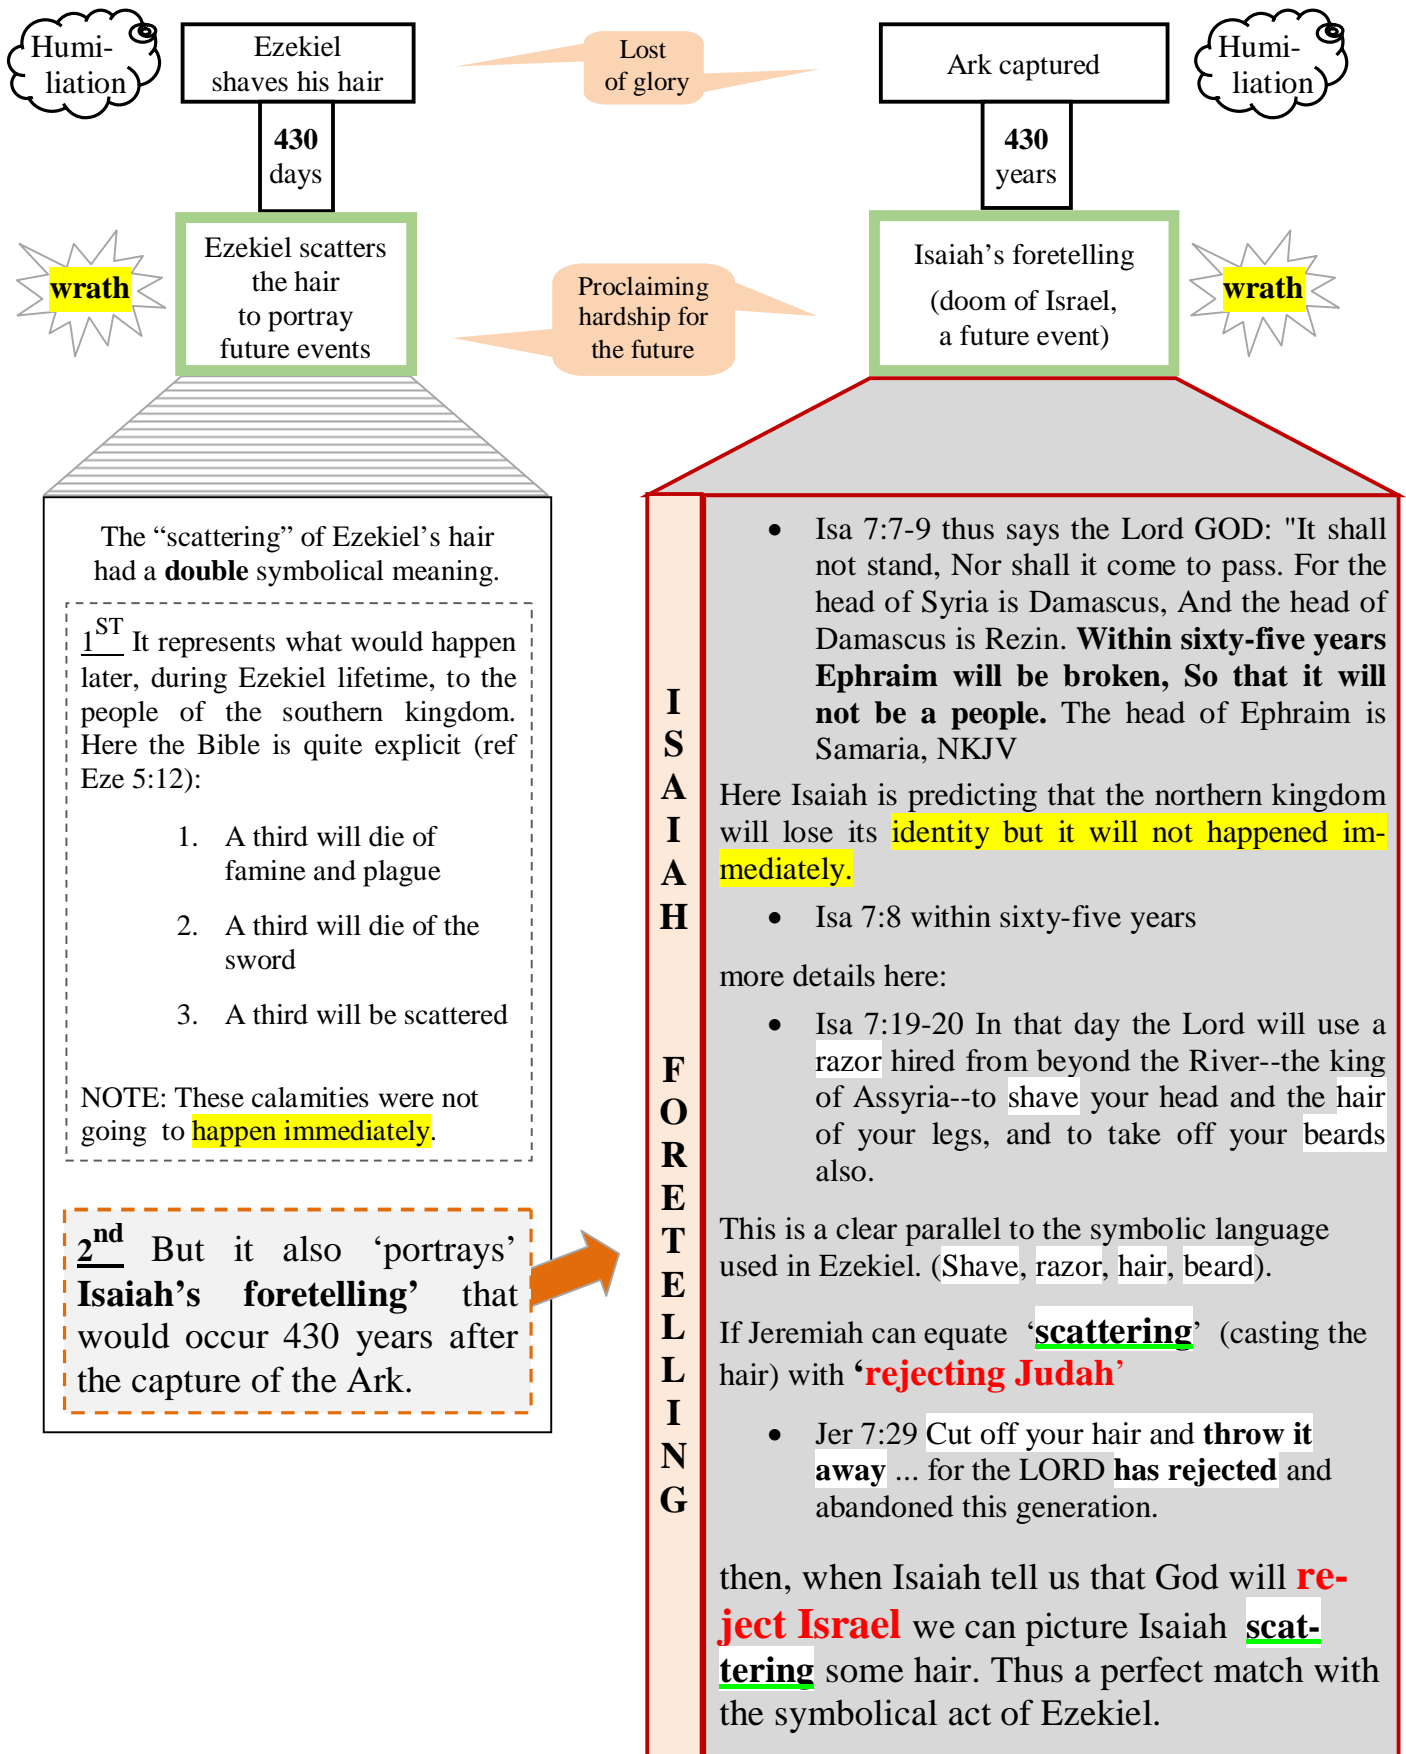 Humi-
liation
Ezekiel
shaves his hair
Lost
of glory
Ark captured
Humi-
liation
430
days
430
years
wrath
Ezekiel scatters
the hair
to portray
future events
Proclaiming
hardship for
the future
Isaiah’s foretelling
(doom of Israel,
a future event)
wrath
The “scattering” of Ezekiel’s hair
had a double symbolical meaning.
1ST It represents what would happen
later, during Ezekiel lifetime, to the
people of the southern kingdom.
Here the Bible is quite explicit (ref
Eze 5:12):
1. A third will die of
famine and plague
2. A third will die of the
sword
3. A third will be scattered
NOTE: These calamities were not
going to happen immediately.
2nd But it also ‘portrays’
Isaiah’s foretelling’ that
would occur 430 years after
the capture of the Ark.
ISAIAH FORETELLING
• Isa 7:7-9 thus says the Lord GOD: "It shall
not stand, Nor shall it come to pass. For the
head of Syria is Damascus, And the head of
Damascus is Rezin. Within sixty-five years
Ephraim will be broken, So that it will
not be a people. The head of Ephraim is
Samaria, NKJV
Here Isaiah is predicting that the northern kingdom
will lose its identity but it will not happened im-
mediately.
• Isa 7:8 within sixty-five years
more details here:
• Isa 7:19-20 In that day the Lord will use a
razor hired from beyond the River--the king
of Assyria--to shave your head and the hair
of your legs, and to take off your beards
also.
This is a clear parallel to the symbolic language
used in Ezekiel. (Shave, razor, hair, beard).
If Jeremiah can equate ‘scattering’ (casting the
hair) with ‘rejecting Judah’
• Jer 7:29 Cut off your hair and throw it
away ... for the LORD has rejected and
abandoned this generation.
then, when Isaiah tell us that God will re-
ject Israel we can picture Isaiah scat-
tering some hair. Thus a perfect match with
the symbolical act of Ezekiel.